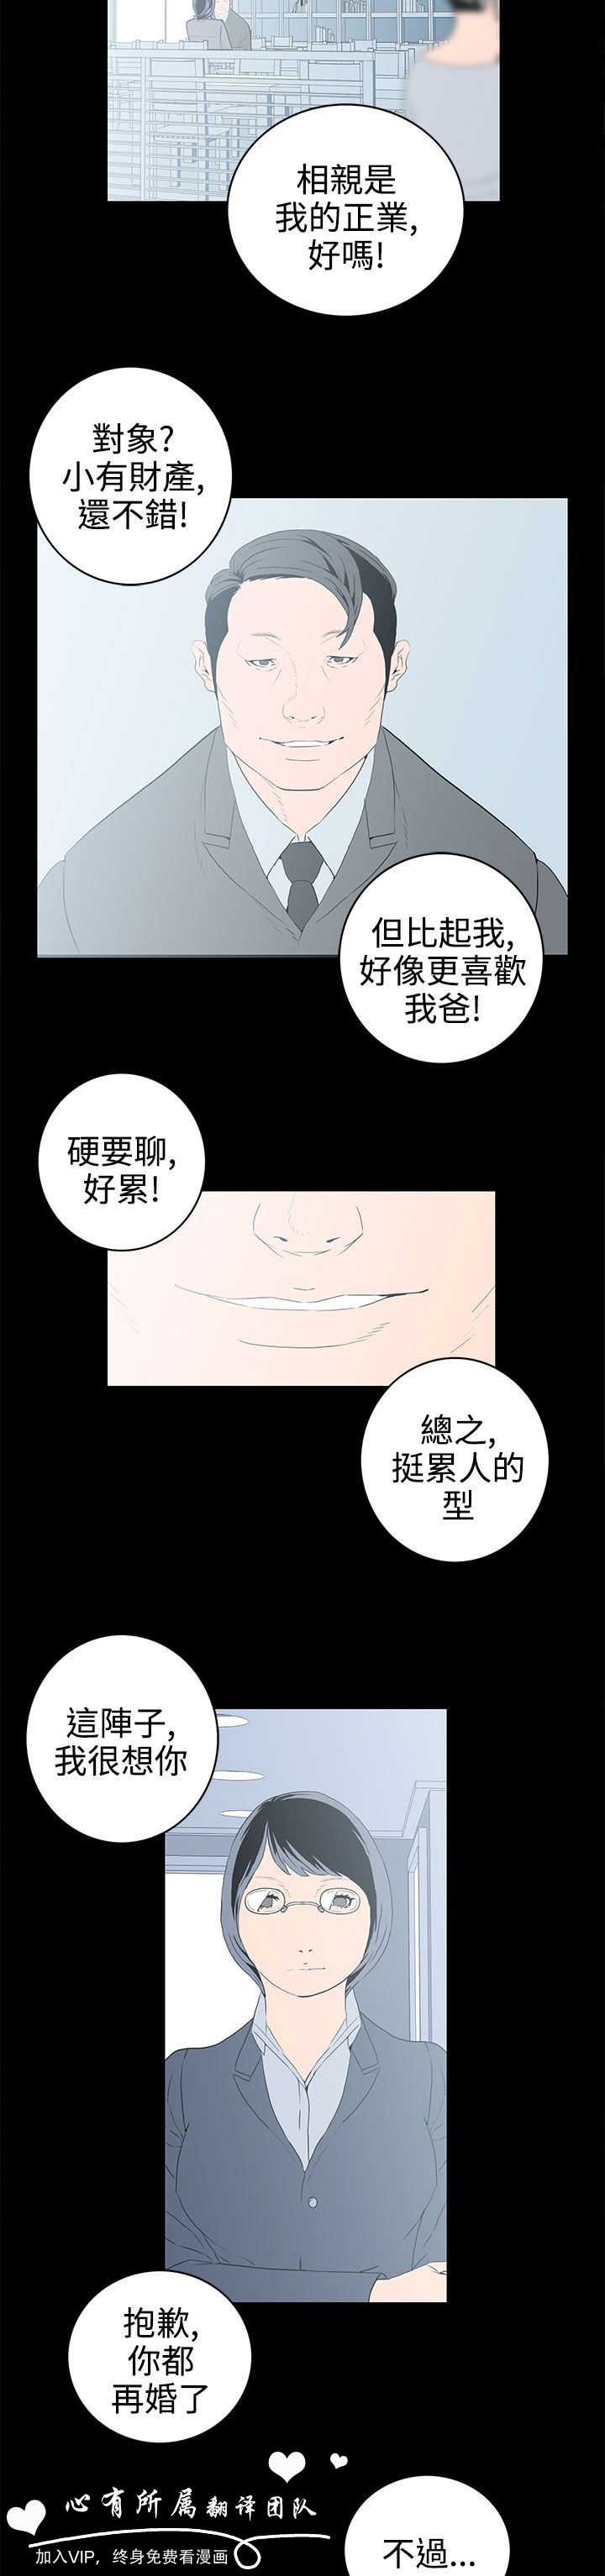 相親是
我的正業,
好嗎!
對象?
小有財產,
還不錯!
但比起我,
好像更喜歡
我爸!
硬要聊,
好累!
總之,
挺累人的
型
這陣子,
我很想你
抱歉,
你都
再婚了
心有所属翻译团队
加入VIP，终身免费看漫画
不過...